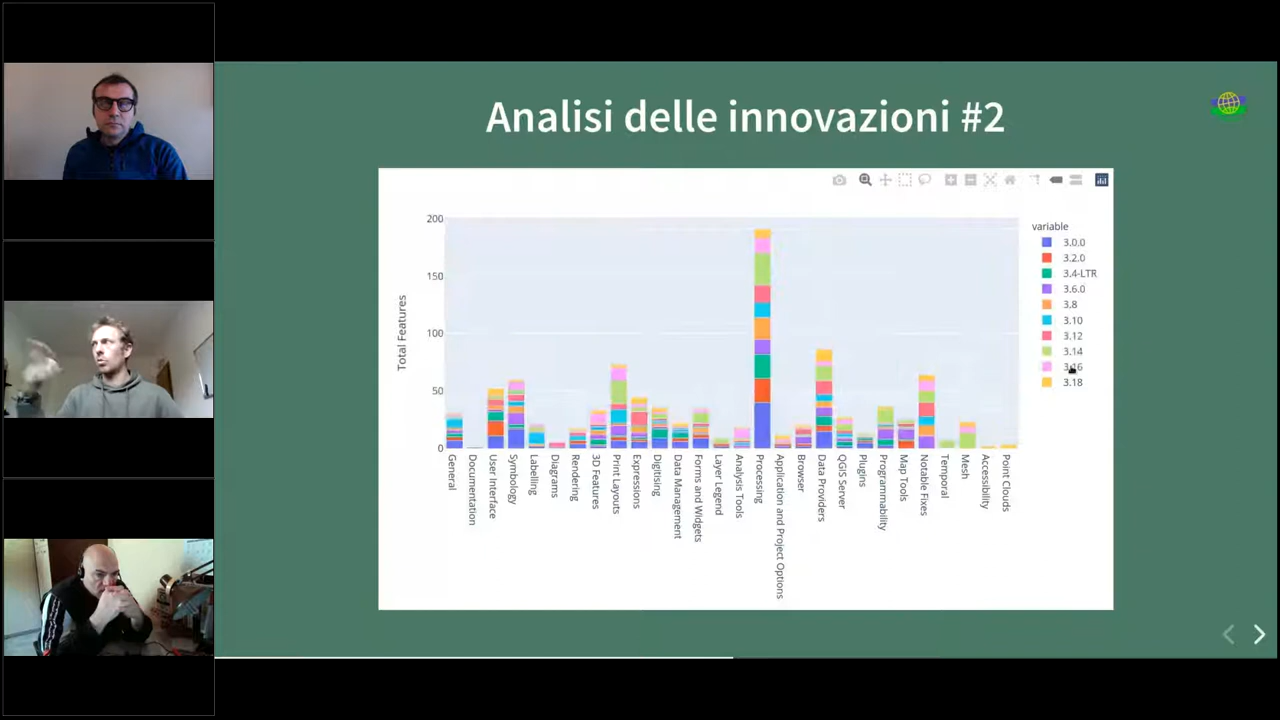 Analisi delle innovazioni #2
variable
3.0.0
3.2.0
3.4-LTR
3.6.0
3.8
3.10
3.12
3.14
3.16
3.18
Total Features
200
150
100
50
0
General
Documentation
User Interface
Symbology
Labelling
Diagrams
Rendering
3D Features
Print Layouts
Expressions
Digitising
Data Management
Forms and Widgets
Layer Legend
Analysis Tools
Processing
Application and Project Options
Browser
Data Providers
QGIS Server
Plugins
Programmability
Map Tools
Notable Fixes
Temporal
Mesh
Accessibility
Point Clouds